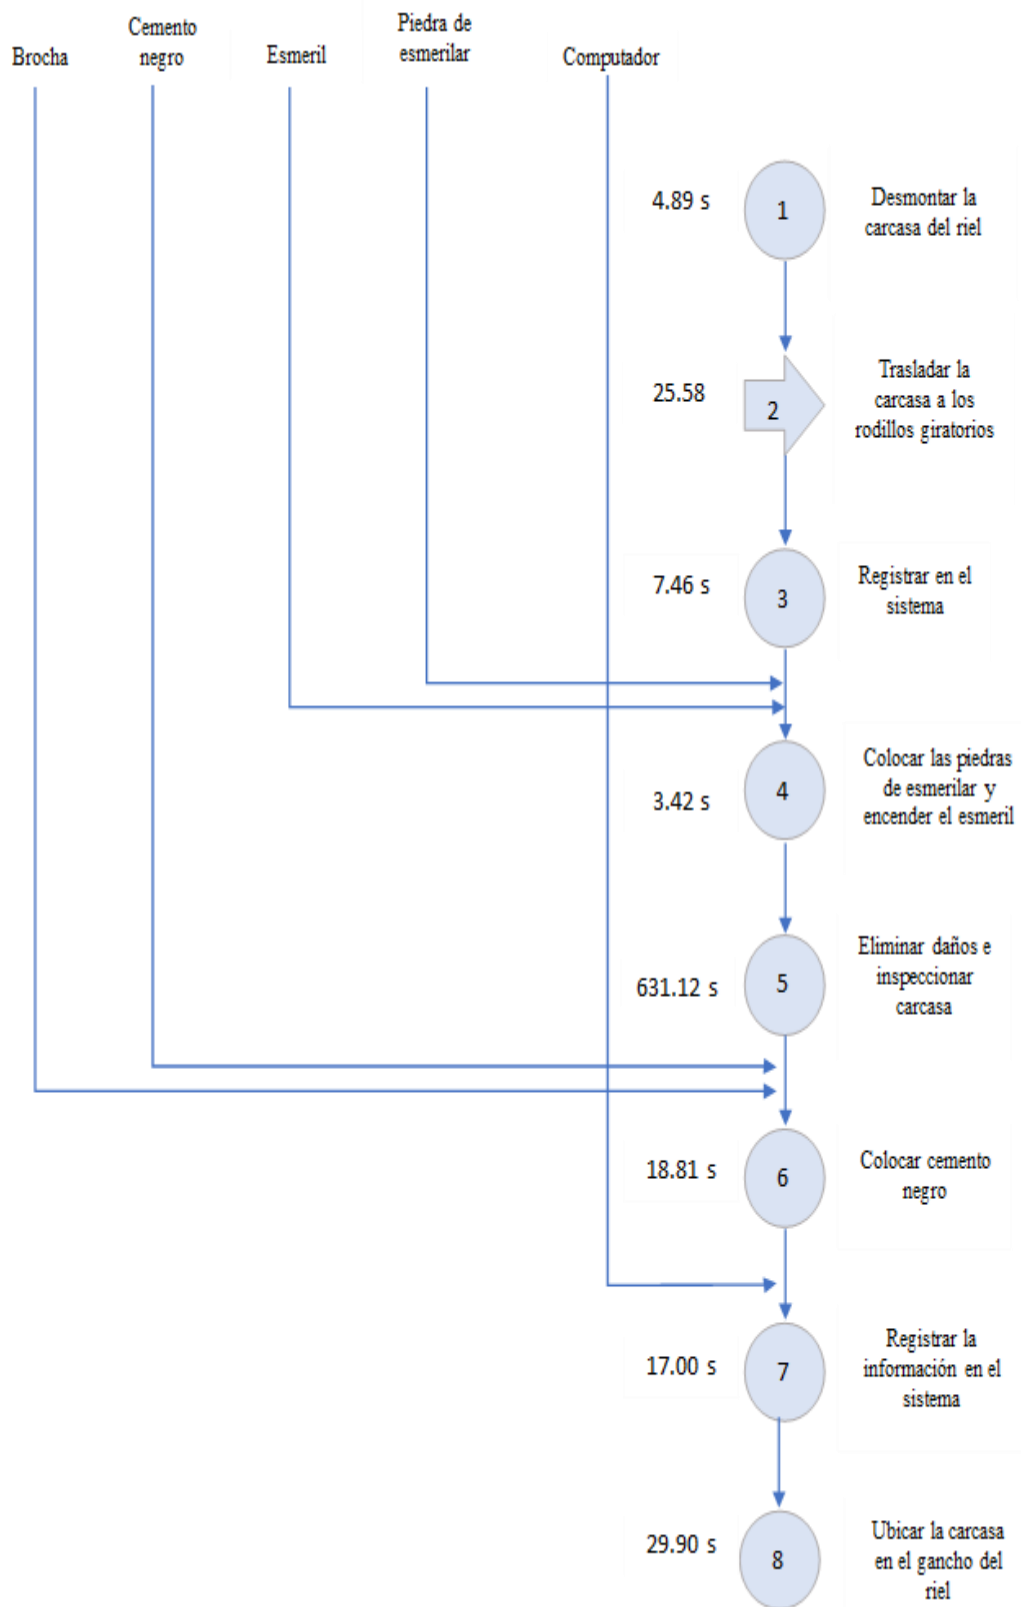 Brocha
Cemento
negro
Esmeril
Piedra de
esmerilar
Computador
4.89 s
1
Desmontar la
carcasa del riel
25.58
2
Trasladar la
carcasa a los
rodillos giratorios
7.46 s
3
Registrar en el
sistema
3.42 s
4
Colocar las piedras
de esmerilar y
encender el esmeril
631.12 s
5
Eliminar daños e
inspeccionar
carcasa
18.81 s
6
Colocar cemento
negro
17.00 s
7
Registrar la
información en el
sistema
29.90 s
8
Ubicar la carcasa
en el gancho del
riel